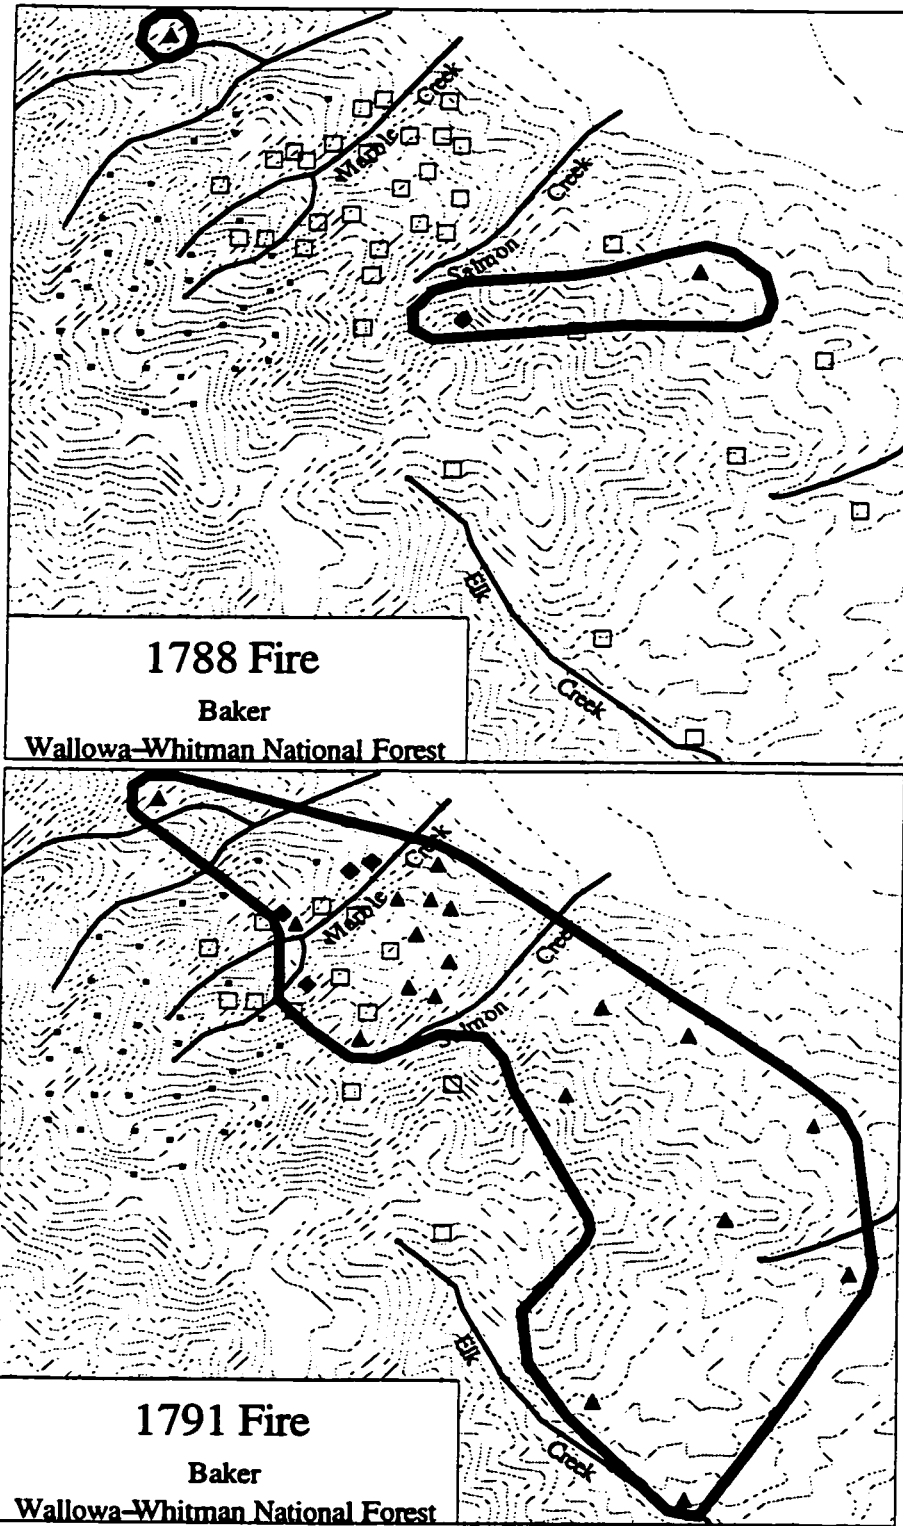 Marble Creek
Salmon Creek
Elk Creek
1788 Fire
Baker
Wallowa-Whitman National Forest
Marble Creek
Salmon Creek
Elk Creek
1791 Fire
Baker
Wallowa-Whitman National Forest